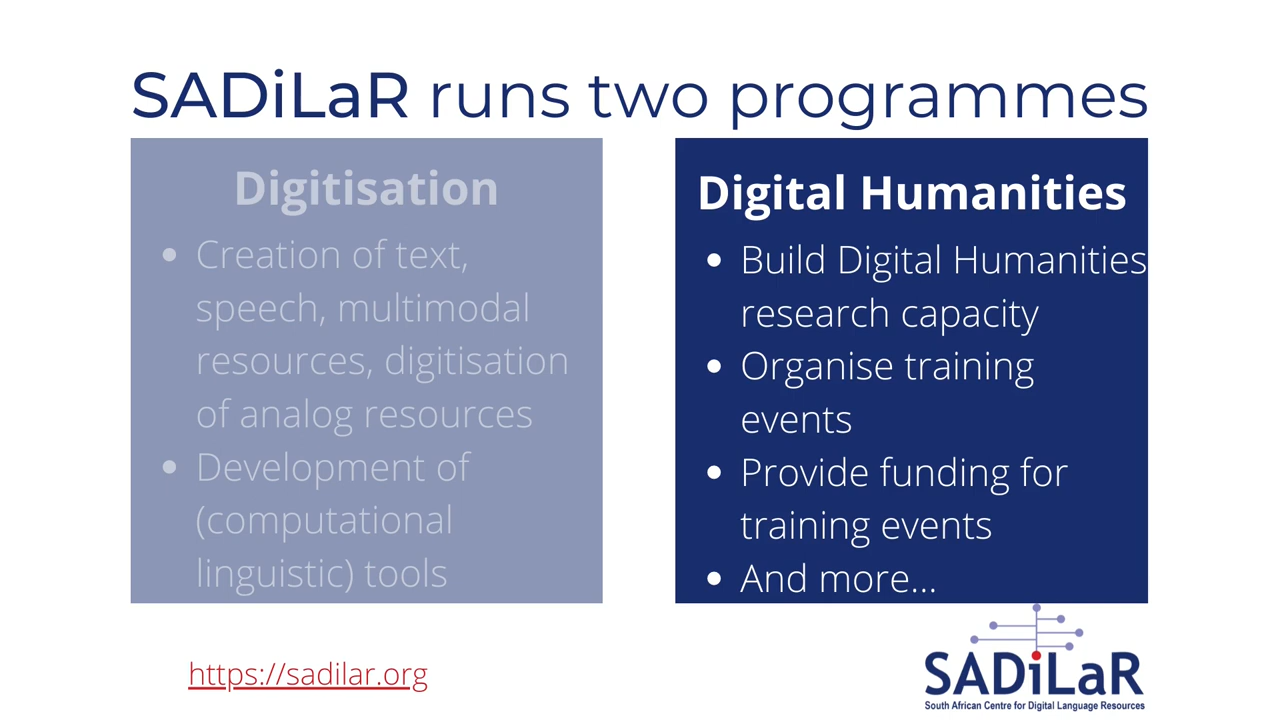 SADiLaR runs two programmes
Digitisation
• Creation of text,
speech, multimodal
resources, digitisation
of analog resources
• Development of
(computational
linguistic) tools
Digital Humanities
• Build Digital Humanities
research capacity
• Organise training
events
• Provide funding for
training events
• And more...
https://sadilar.org
SADiLaR
South African Centre for Digital Language Resources